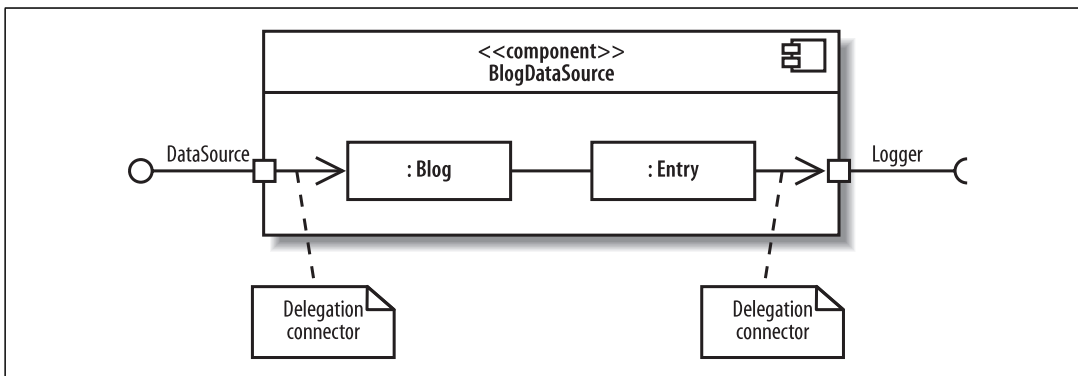 <<component>>
BlogDataSource
DataSource
: Blog
: Entry
Logger
Delegation
connector
Delegation
connector